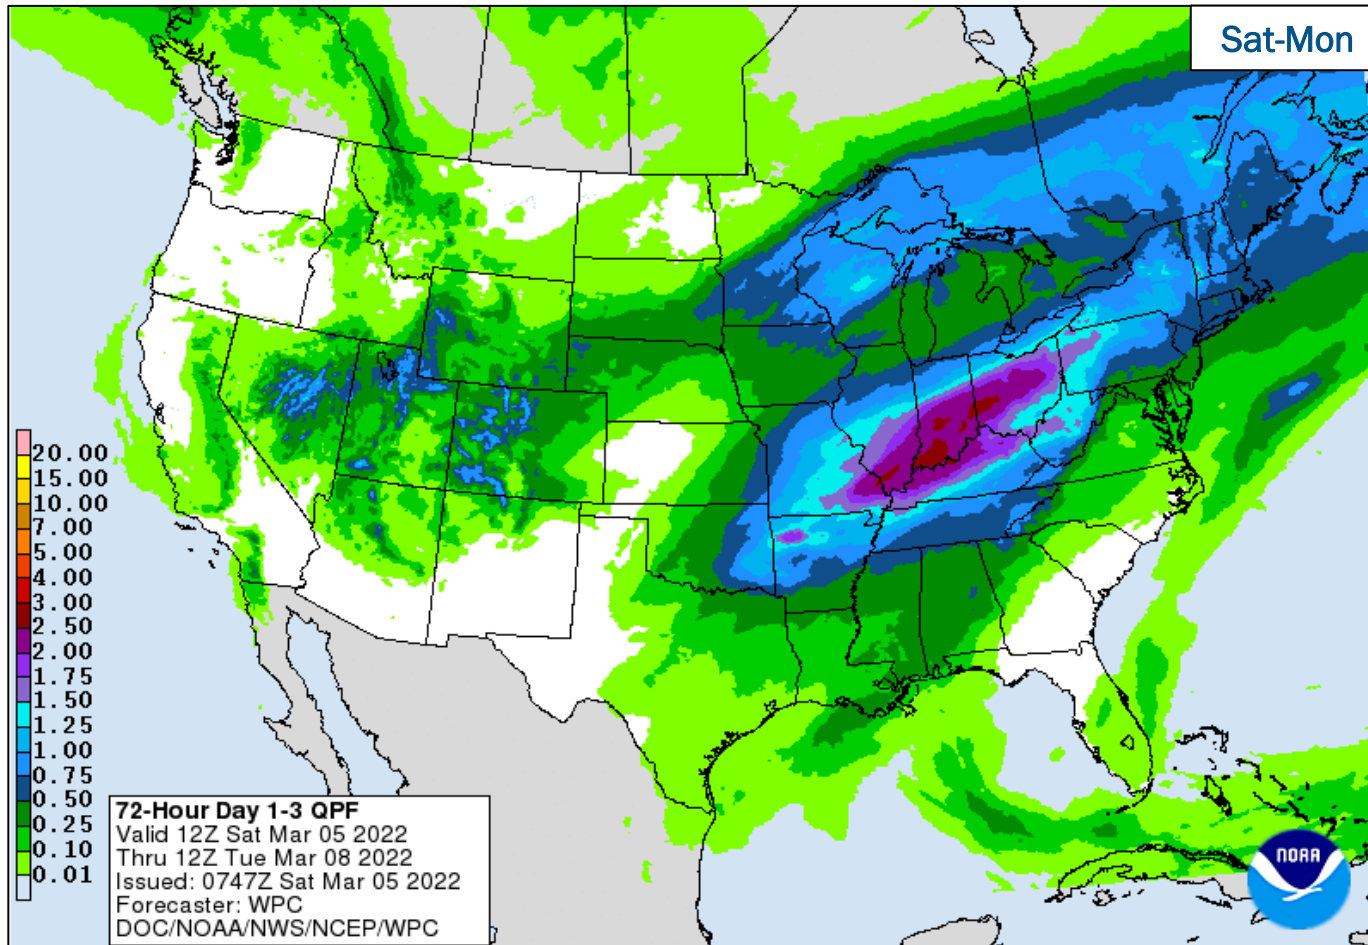 Sat-Mon
20.00
15.00
10.00
7.00
5.00
4.00
3.00
2.50
2.00
1.75
1.50
1.25
1.00
0.75
0.50
0.25
0.10
0.01
72-Hour Day 1-3 QPF
Valid 12Z Sat Mar 05 2022
Thru 12Z Tue Mar 08 2022
Issued: 0747Z Sat Mar 05 2022
Forecaster: WPC
DOC/NOAA/NWS/NCEP/WPC
NOAA